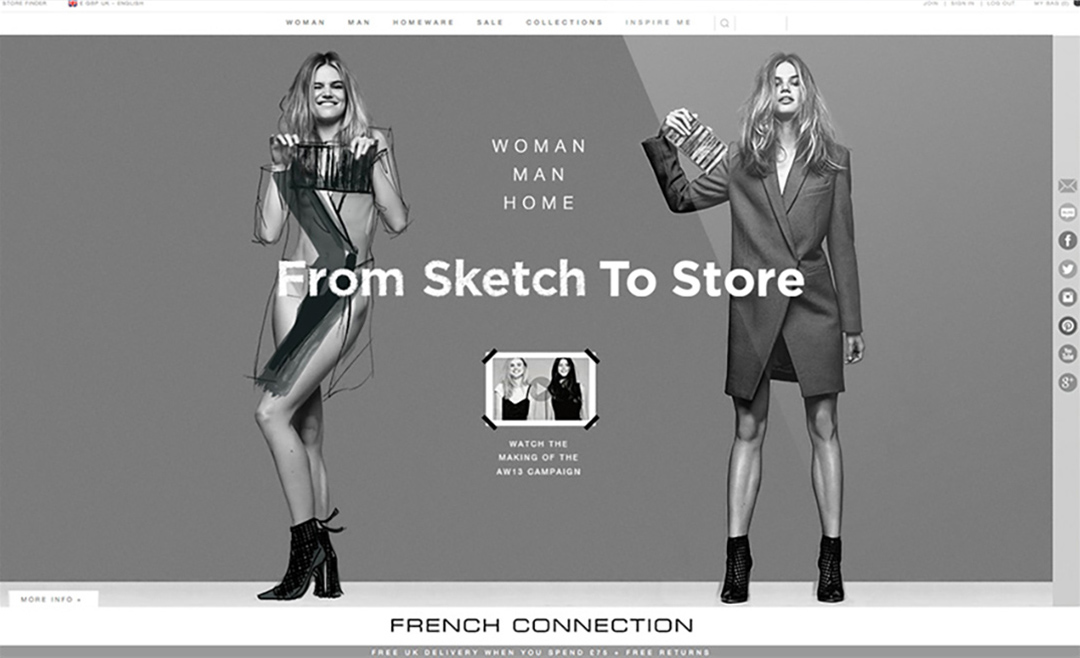 STORE FINDER
£ GBP UK - ENGLISH
JOIN | SIGN IN | LOG OUT
MY BAG (0)
WOMAN MAN HOMEWARE SALE COLLECTIONS INSPIRE ME
WOMAN
MAN
HOME
From Sketch To Store
WATCH THE
MAKING OF THE
AW13 CAMPAIGN
MORE INFO +
FRENCH CONNECTION
FREE UK DELIVERY WHEN YOU SPEND £75 + FREE RETURNS